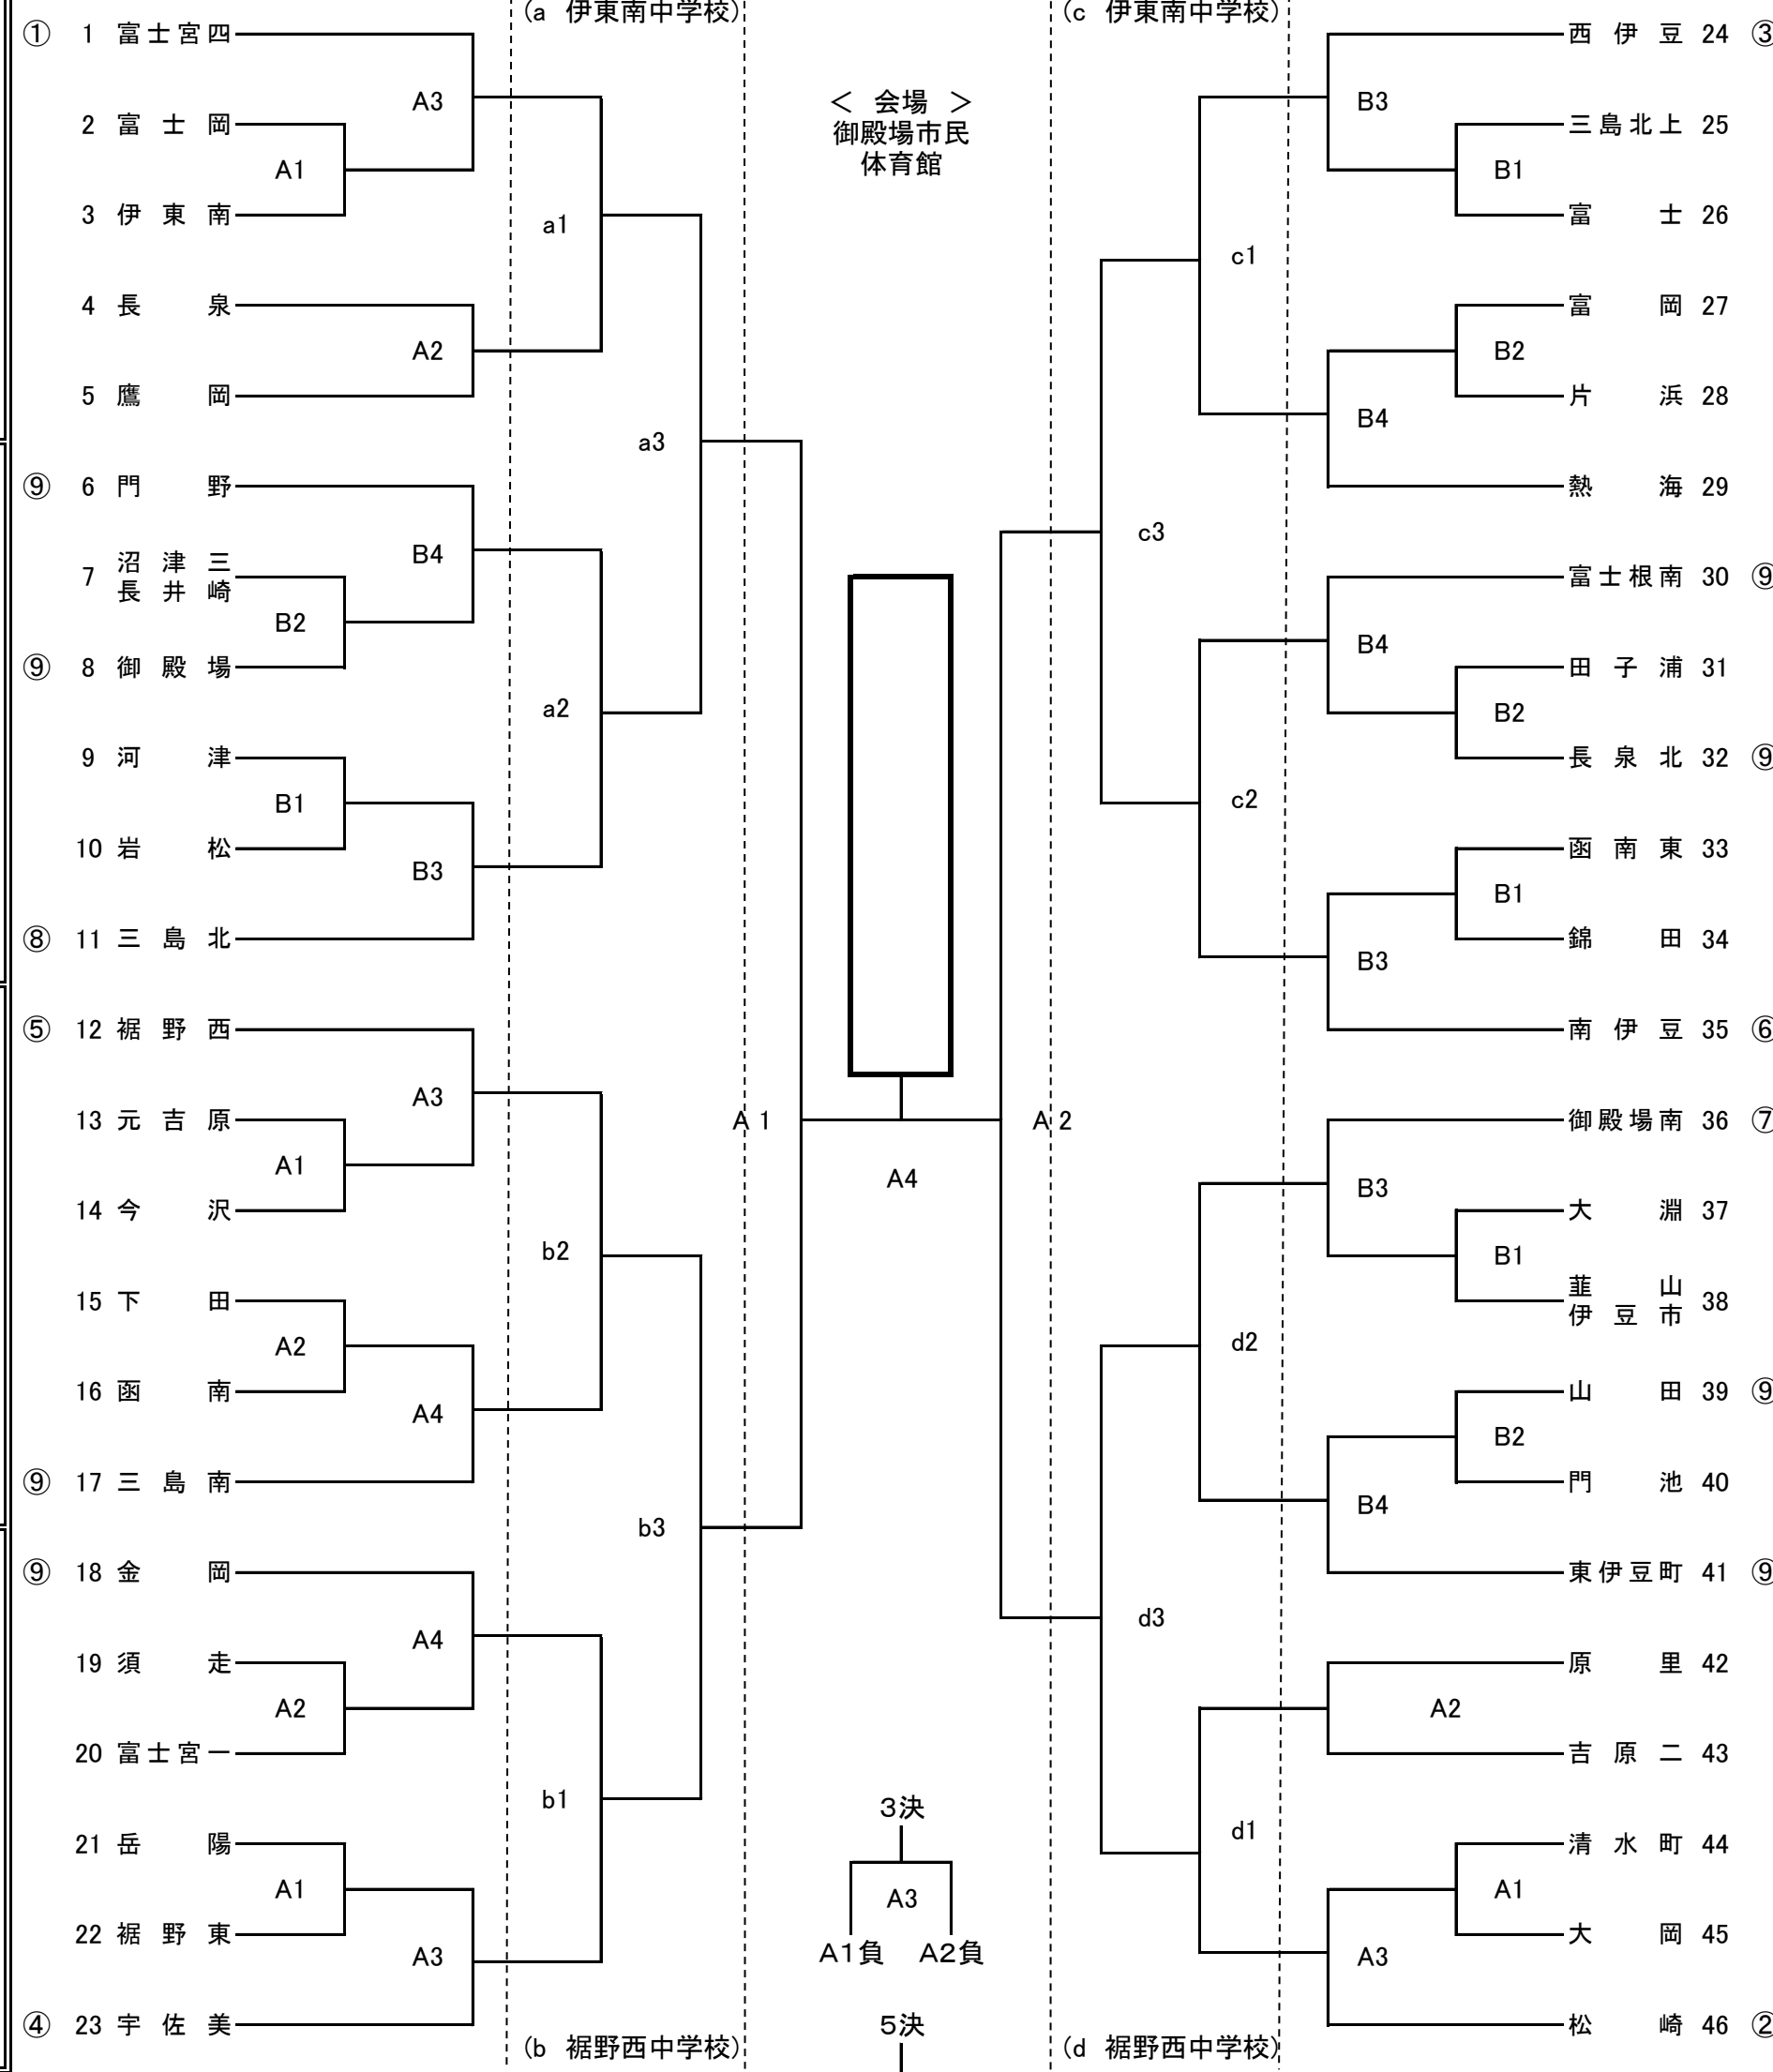 (a 伊東南中学校)
(c 伊東南中学校)
① 1 富士宮四
A3
2 富士岡
A1
3 伊東南
a1
4 長泉
A2
5 鷹岡
a3
⑨ 6 門野
B4
7 沼津三
長井崎
B2
⑨ 8 御殿場
a2
9 河津
B1
10 岩松
B3
⑧ 11 三島北
⑤ 12 裾野西
A3
13 元吉原
A1
14 今沢
b2
15 下田
A2
16 函南
A4
⑨ 17 三島南
b3
⑨ 18 金岡
A4
19 須走
A2
20 富士宮一
b1
21 岳陽
A1
22 裾野東
A3
④ 23 宇佐美
(b 裾野西中学校)
＜ 会場 ＞
御殿場市民
体育館
A 1
A 2
A4
3決
A3
A1負 A2負
5決
西伊豆 24 ③
B3
三島北上 25
B1
富士 26
c1
富岡 27
B2
片浜 28
B4
熱海 29
c3
富士根南 30 ⑨
B4
田子浦 31
B2
長泉北 32 ⑨
c2
函南東 33
B1
錦田 34
B3
南伊豆 35 ⑥
御殿場南 36 ⑦
B3
大淵 37
B1
韮山
伊豆市 38
d2
山田 39 ⑨
B2
門池 40
B4
東伊豆町 41 ⑨
d3
原里 42
A2
吉原二 43
d1
清水町 44
A1
大岡 45
A3
松崎 46 ②
(d 裾野西中学校)